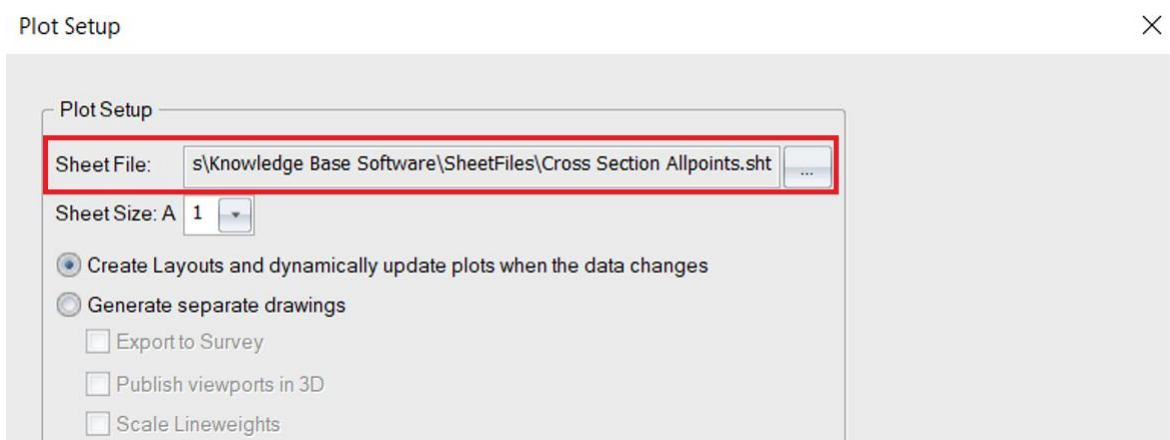 Plot Setup
Plot Setup
Sheet File: s\Knowledge Base Software\SheetFiles\Cross Section Allpoints.sht ...
Sheet Size: A 1
Create Layouts and dynamically update plots when the data changes
Generate separate drawings
Export to Survey
Publish viewports in 3D
Scale Lineweights